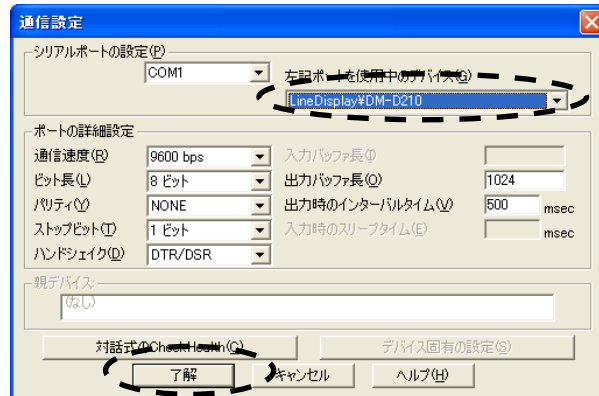 通信設定
シリアルポートの設定(P)
COM1
左記ポートを使用中のデバイス(G)
LineDisplay¥DM-D210
ポートの詳細設定
通信速度(R) 9600 bps 入力バッファ長(I)
ビット長(L) 8 ビット 出力バッファ長(O) 1024
パリティ(Y) NONE 出力時のインターバルタイム(V) 500 msec
ストップビット(T) 1 ビット 入力時のスリープタイム(E) msec
ハンドシェイク(D) DTR/DSR
親デバイス:
(なし)
対話式のCheckHealth(C) デバイス固有の設定(S)
了解 キャンセル ヘルプ(H)